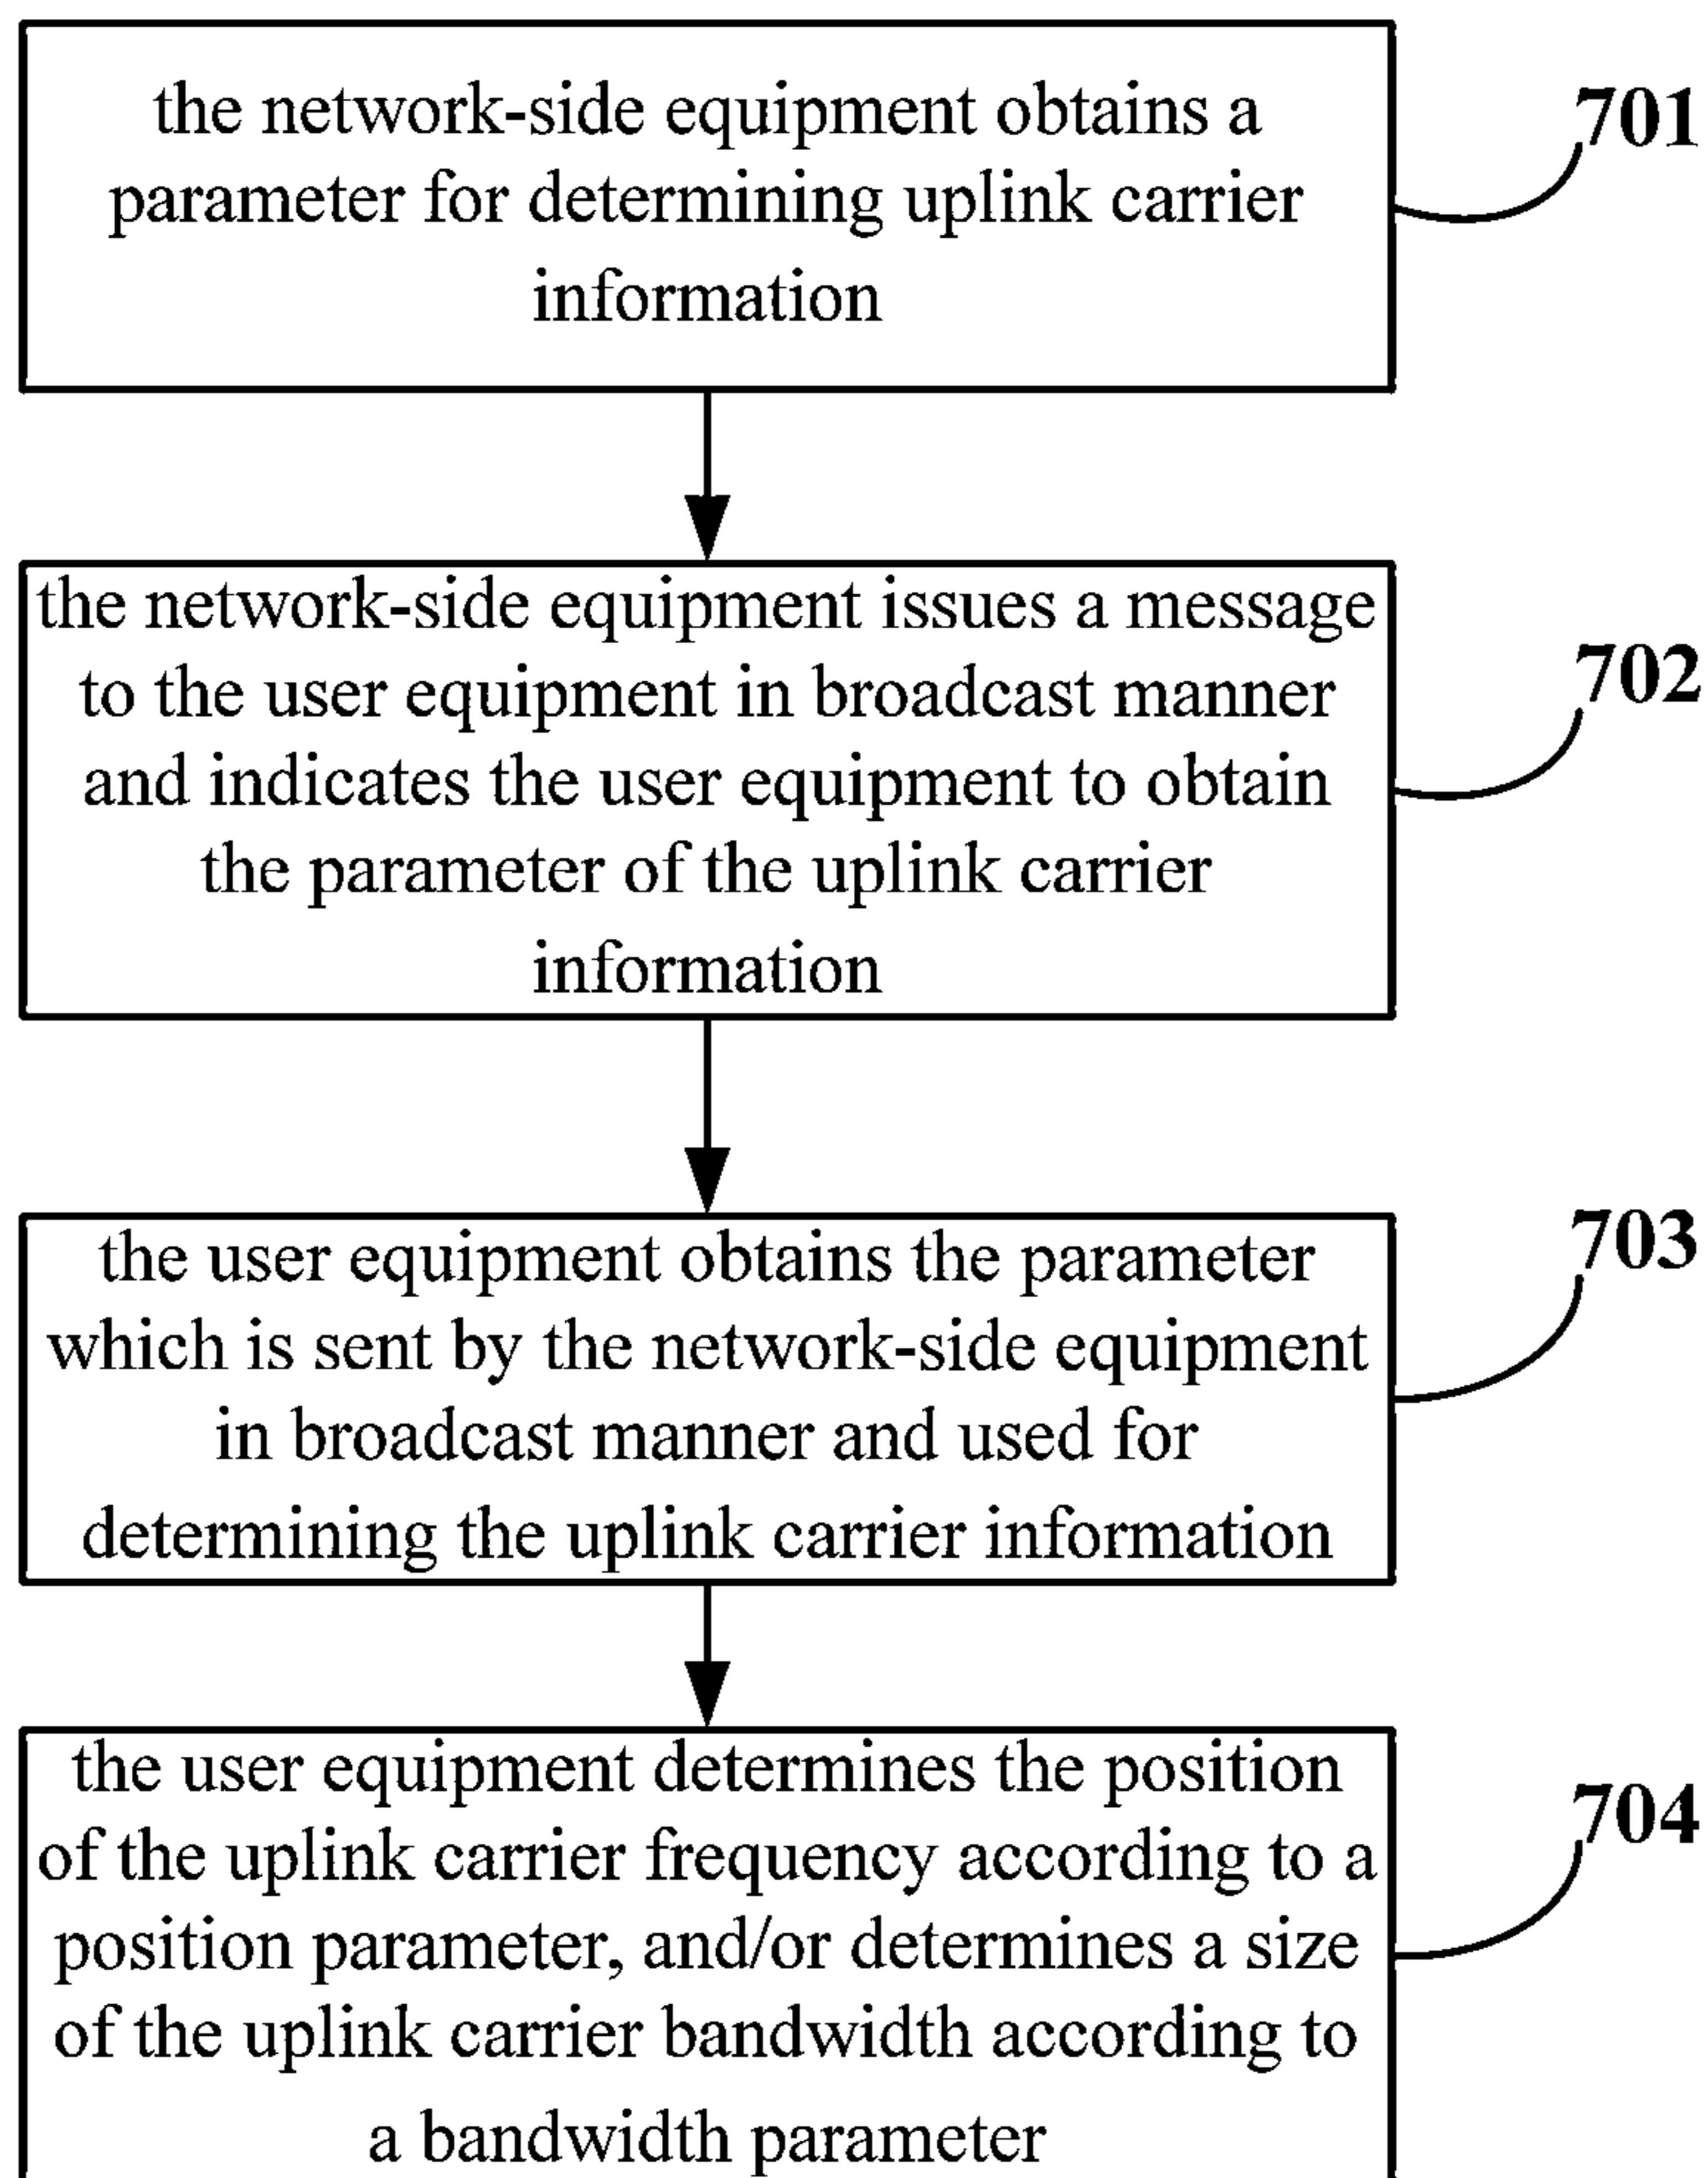 the network-side equipment obtains a
parameter for determining uplink carrier
information
701
the network-side equipment issues a message
to the user equipment in broadcast manner
and indicates the user equipment to obtain
the parameter of the uplink carrier
information
702
the user equipment obtains the parameter
which is sent by the network-side equipment
in broadcast manner and used for
determining the uplink carrier information
703
the user equipment determines the position
of the uplink carrier frequency according to a
position parameter, and/or determines a size
of the uplink carrier bandwidth according to
a bandwidth parameter
704